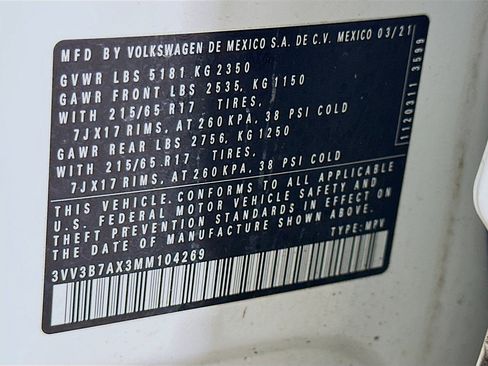 MFD BY VOLKSWAGEN DE MEXICO S.A. DE C.V. MEXICO 03/21
GVWR LBS 5181 KG 2350
GAWR FRONT LBS 2535, KG 1150
WITH 215/65 R17 TIRES,
7JX17 RIMS, AT 260 KPA, 38 PSI COLD
GAWR REAR LBS 2756, KG 1250
WITH 215/65 R17 TIRES,
7JX17 RIMS, AT 260 KPA, 38 PSI COLD
THIS VEHICLE CONFORMS TO ALL APPLICABLE
U.S. FEDERAL MOTOR VEHICLE SAFETY AND
THEFT PREVENTION STANDARDS IN EFFECT ON
THE DATE OF MANUFACTURE SHOWN ABOVE.
3VV3B7AX3MM104269 TYPE: MPV
1120311 3599